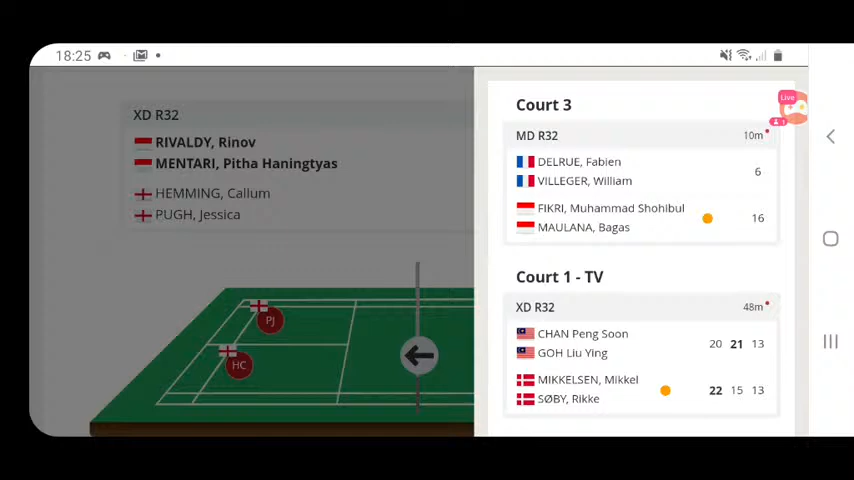 18:25
XD R32
RIVALDY, Rinov
MENTARI, Pitha Haningtyas
HEMMING, Callum
PUGH, Jessica
PJ
HC
Court 3
Live
1
MD R32 10m
DELRUE, Fabien
VILLEGER, William
6
FIKRI, Muhammad Shohibul
MAULANA, Bagas
16
Court 1 - TV
XD R32 48m
CHAN Peng Soon
GOH Liu Ying
20 21 13
MIKKELSEN, Mikkel
SØBY, Rikke
22 15 13